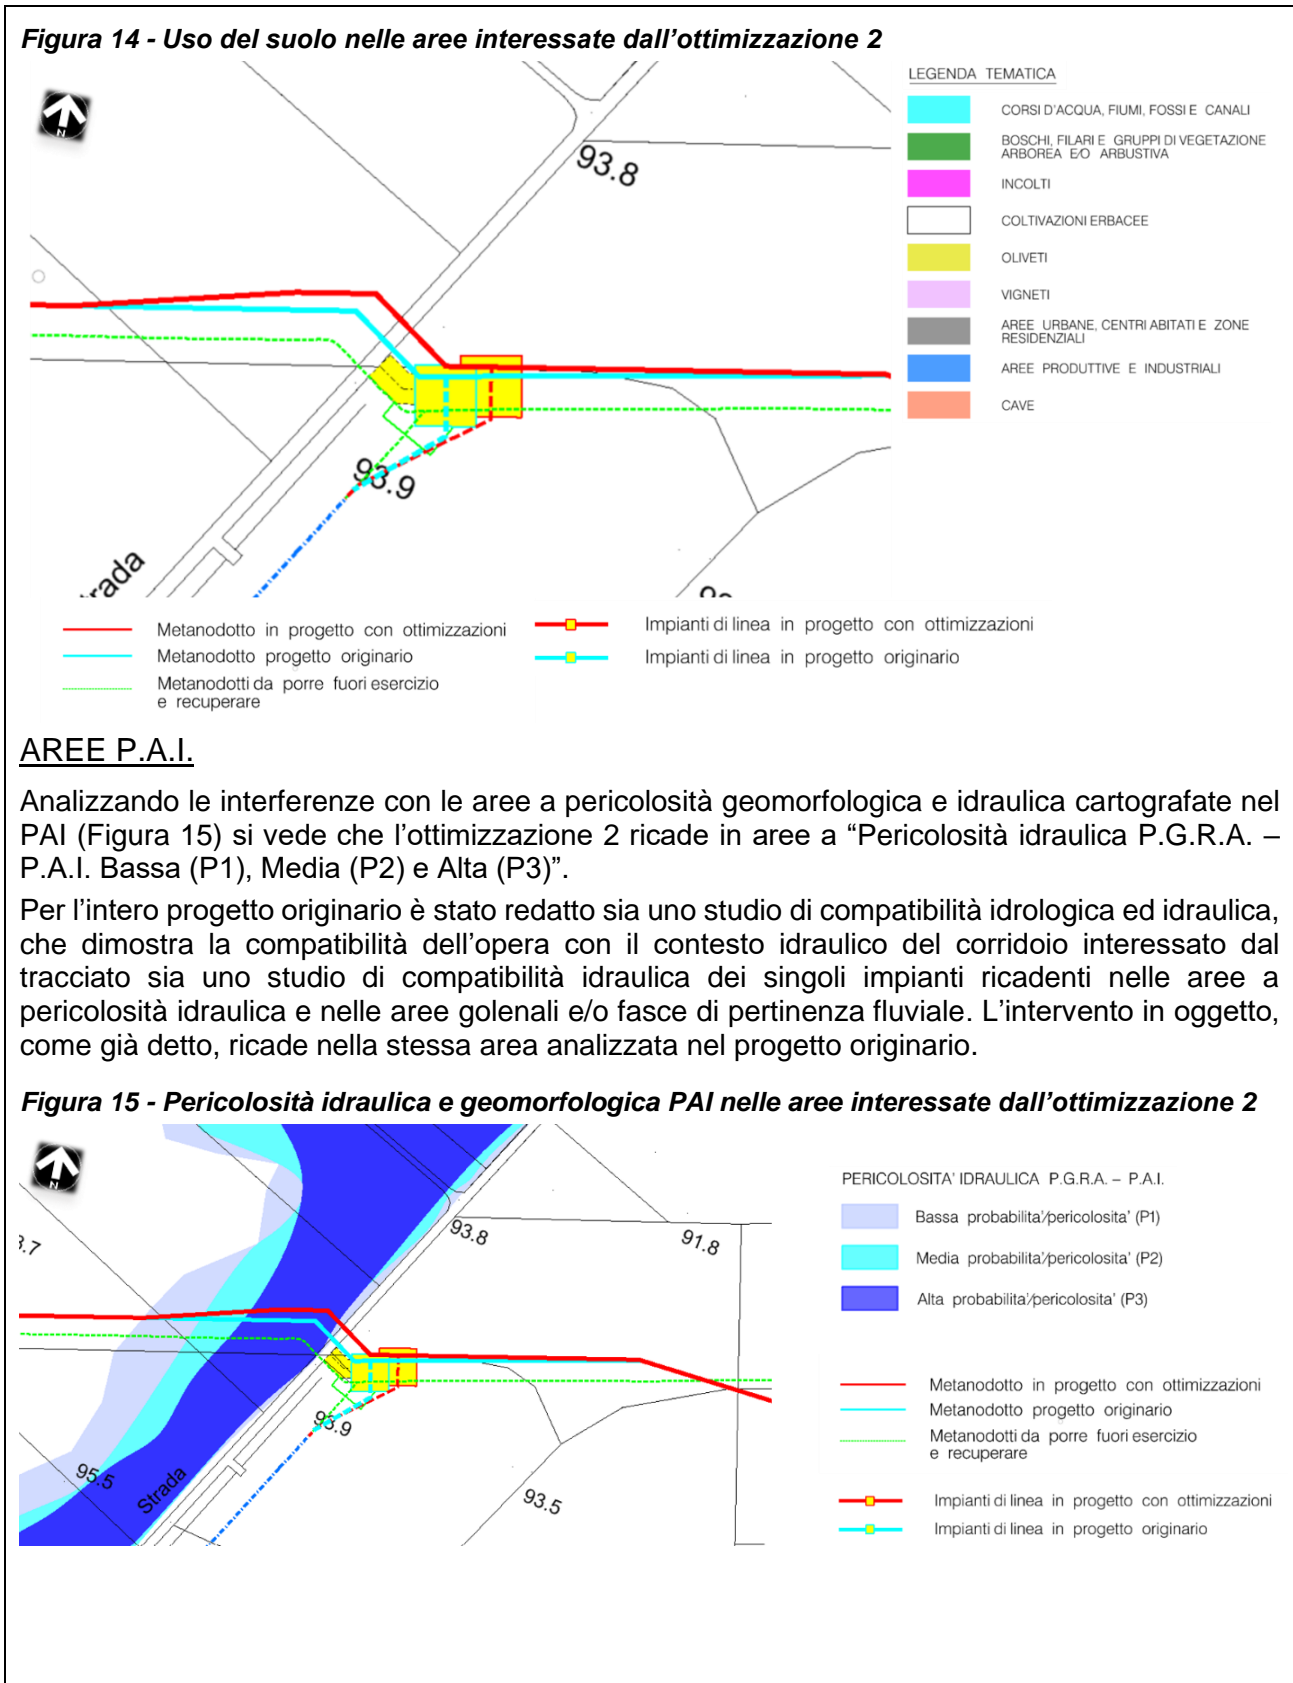 Figura 14 - Uso del suolo nelle aree interessate dall’ottimizzazione 2
N
93.8
93.9
LEGENDA TEMATICA
CORSI D'ACQUA, FIUMI, FOSSI E CANALI
BOSCHI, FILARI E GRUPPI DI VEGETAZIONE
ARBOREA E/O ARBUSTIVA
INCOLTI
COLTIVAZIONI ERBACEE
OLIVETI
VIGNETI
AREE URBANE, CENTRI ABITATI E ZONE
RESIDENZIALI
AREE PRODUTTIVE E INDUSTRIALI
CAVE
trada
Metanodotto in progetto con ottimizzazioni
Metanodotto progetto originario
Metanodotti da porre fuori esercizio
e recuperare
Impianti di linea in progetto con ottimizzazioni
Impianti di linea in progetto originario
AREE P.A.I.
Analizzando le interferenze con le aree a pericolosità geomorfologica e idraulica cartografate nel
PAI (Figura 15) si vede che l’ottimizzazione 2 ricade in aree a “Pericolosità idraulica P.G.R.A. –
P.A.I. Bassa (P1), Media (P2) e Alta (P3)”.
Per l’intero progetto originario è stato redatto sia uno studio di compatibilità idrologica ed idraulica,
che dimostra la compatibilità dell’opera con il contesto idraulico del corridoio interessato dal
tracciato sia uno studio di compatibilità idraulica dei singoli impianti ricadenti nelle aree a
pericolosità idraulica e nelle aree golenali e/o fasce di pertinenza fluviale. L’intervento in oggetto,
come già detto, ricade nella stessa area analizzata nel progetto originario.
Figura 15 - Pericolosità idraulica e geomorfologica PAI nelle aree interessate dall’ottimizzazione 2
N
3.7
93.8
91.8
93.9
95.5
Strada
93.5
PERICOLOSITA' IDRAULICA P.G.R.A. – P.A.I.
Bassa probabilita'/pericolosita' (P1)
Media probabilita'/pericolosita' (P2)
Alta probabilita'/pericolosita' (P3)
Metanodotto in progetto con ottimizzazioni
Metanodotto progetto originario
Metanodotti da porre fuori esercizio
e recuperare
Impianti di linea in progetto con ottimizzazioni
Impianti di linea in progetto originario